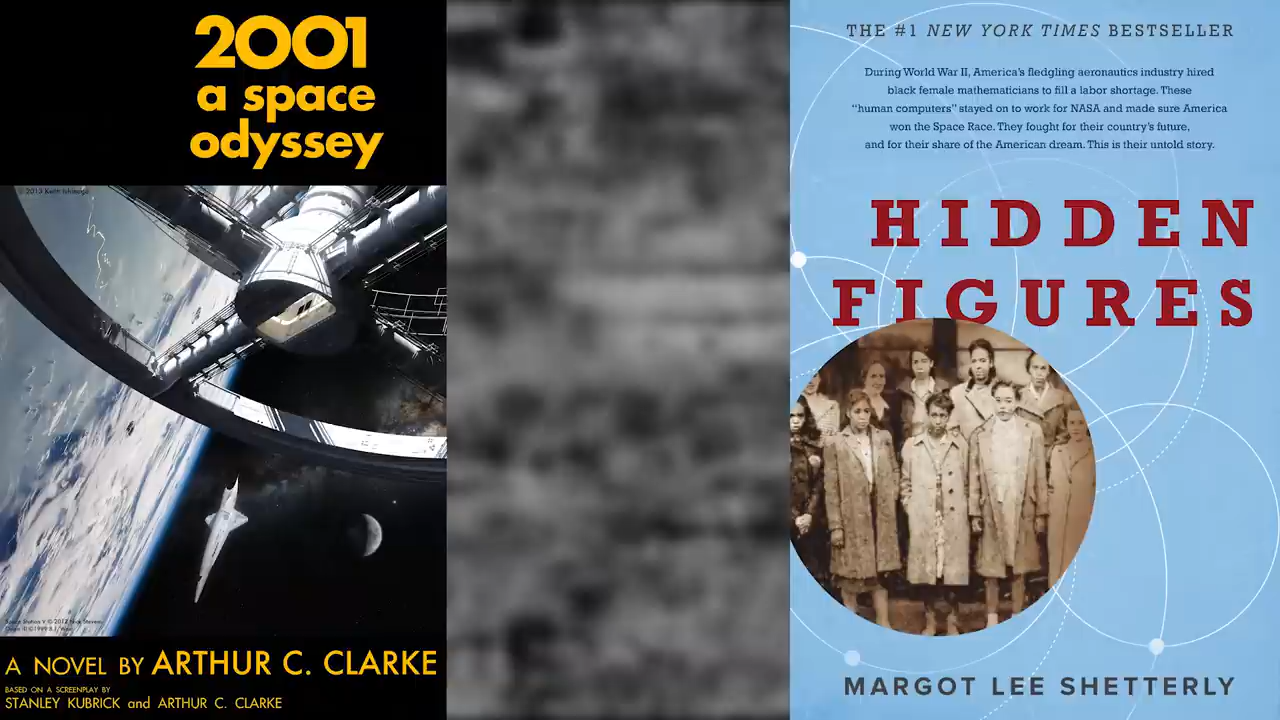 2001
a space
odyssey
© 2013 Keith Ishinaga
A NOVEL BY ARTHUR C. CLARKE
BASED ON A SCREENPLAY BY
STANLEY KUBRICK and ARTHUR C. CLARKE
THE #1 NEW YORK TIMES BESTSELLER
During World War II, America's fledgling aeronautics industry hired
black female mathematicians to fill a labor shortage. These
“human computers” stayed on to work for NASA and made sure America
won the Space Race. They fought for their country's future,
and for their share of the American dream. This is their untold story.
HIDDEN
FIGURES
MARGOT LEE SHETTERLY